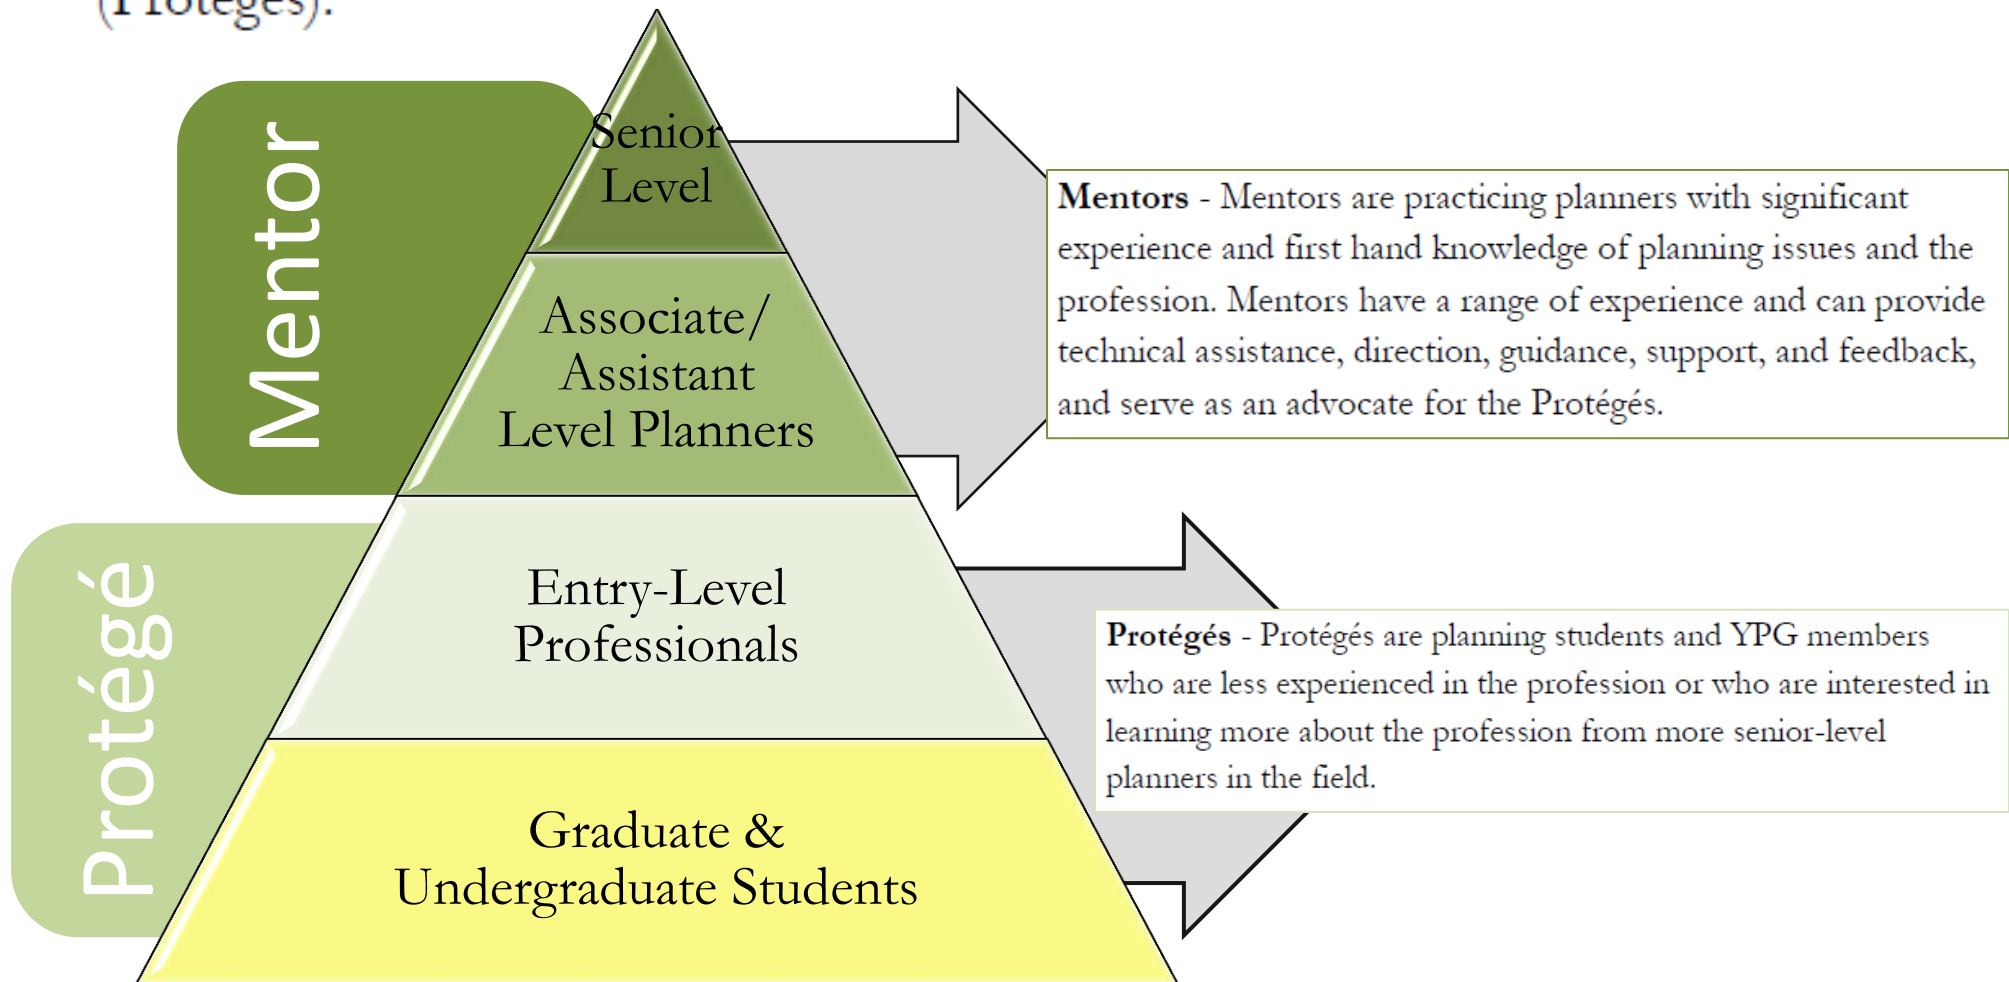 (Protégés).
Mentor
Senior
Level
Associate/
Assistant
Level Planners
Mentors - Mentors are practicing planners with significant
experience and first hand knowledge of planning issues and the
profession. Mentors have a range of experience and can provide
technical assistance, direction, guidance, support, and feedback,
and serve as an advocate for the Protégés.
Protégé
Entry-Level
Professionals
Graduate &
Undergraduate Students
Protégés - Protégés are planning students and YPG members
who are less experienced in the profession or who are interested in
learning more about the profession from more senior-level
planners in the field.